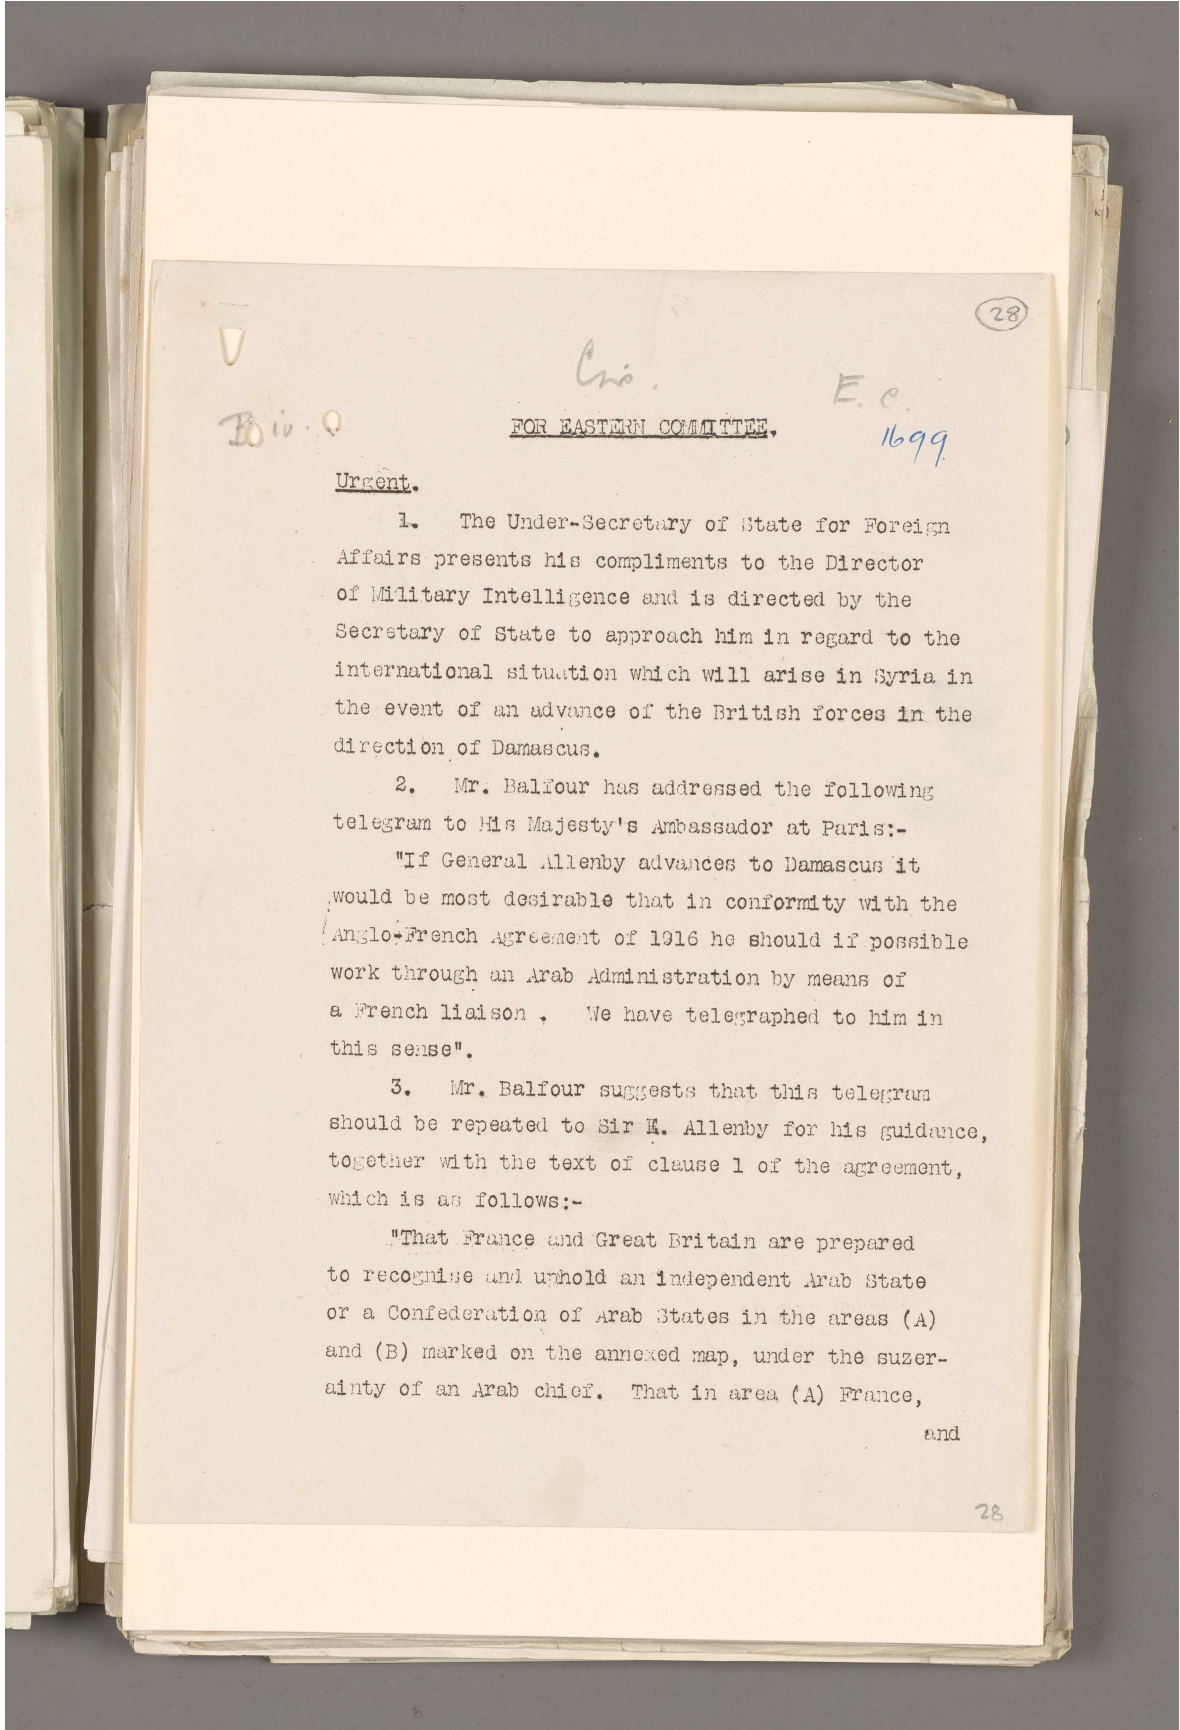 28
E. C.
FOR EASTERN COMMITTEE.
1699.
Urgent.
1. The Under-Secretary of State for Foreign
Affairs presents his compliments to the Director
of Military Intelligence and is directed by the
Secretary of State to approach him in regard to the
international situation which will arise in Syria in
the event of an advance of the British forces in the
direction of Damascus.
2. Mr. Balfour has addressed the following
telegram to His Majesty's Ambassador at Paris:-
"If General Allenby advances to Damascus it
would be most desirable that in conformity with the
Anglo-French Agreement of 1916 he should if possible
work through an Arab Administration by means of
a French liaison . We have telegraphed to him in
this sense".
3. Mr. Balfour suggests that this telegram
should be repeated to Sir E. Allenby for his guidance,
together with the text of clause 1 of the agreement,
which is as follows:-
"That France and Great Britain are prepared
to recognise and uphold an independent Arab State
or a Confederation of Arab States in the areas (A)
and (B) marked on the annexed map, under the suzer-
ainty of an Arab chief. That in area (A) France,
and
28